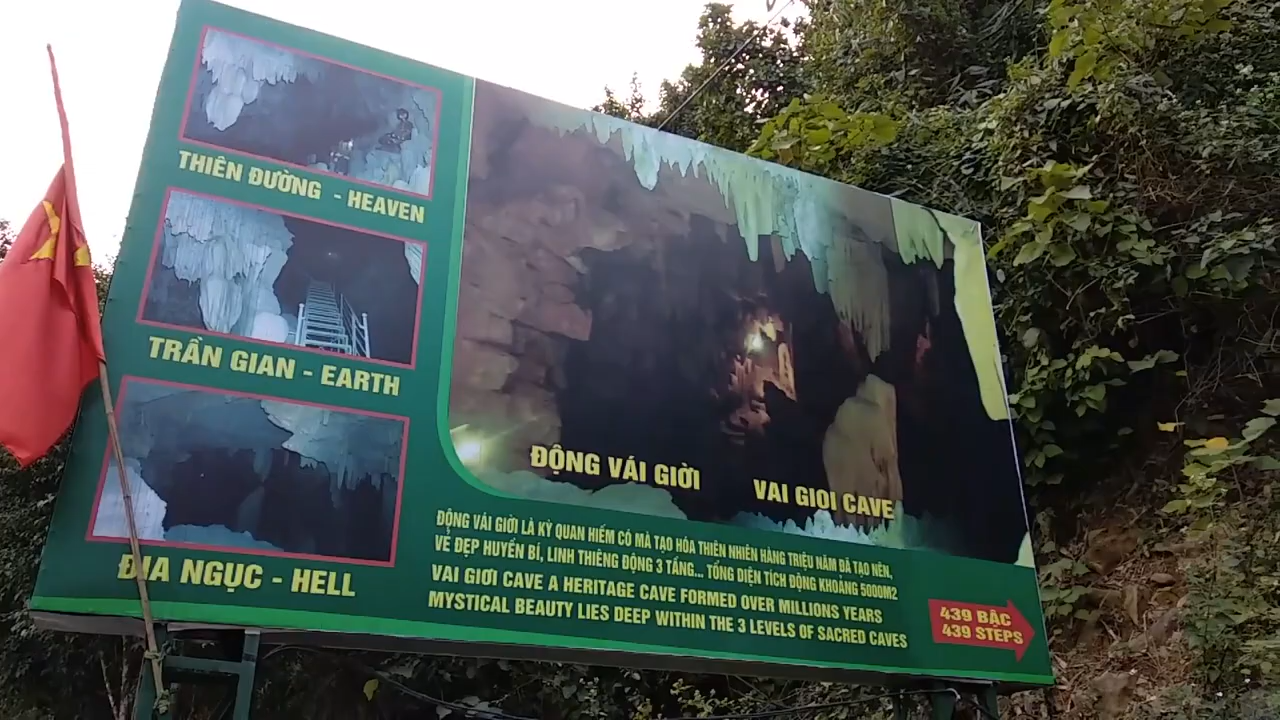 THIÊN ĐƯỜNG - HEAVEN
TRẦN GIAN - EARTH
ĐỊA NGỤC - HELL
ĐỘNG VÁI GIỜI
VAI GIOI CAVE
ĐỘNG VÁI GIỜI LÀ KỲ QUAN HIẾM CÓ MÀ TẠO HÓA THIÊN NHIÊN HÀNG TRIỆU NĂM ĐÃ TẠO NÊN,
VẺ ĐẸP HUYỀN BÍ, LINH THIÊNG ĐỘNG 3 TẦNG... TỔNG DIỆN TÍCH ĐỘNG KHOẢNG 5000M2
VAI GIƠI CAVE A HERITAGE CAVE FORMED OVER MILLIONS YEARS
MYSTICAL BEAUTY LIES DEEP WITHIN THE 3 LEVELS OF SACRED CAVES
439 BẬC
439 STEPS